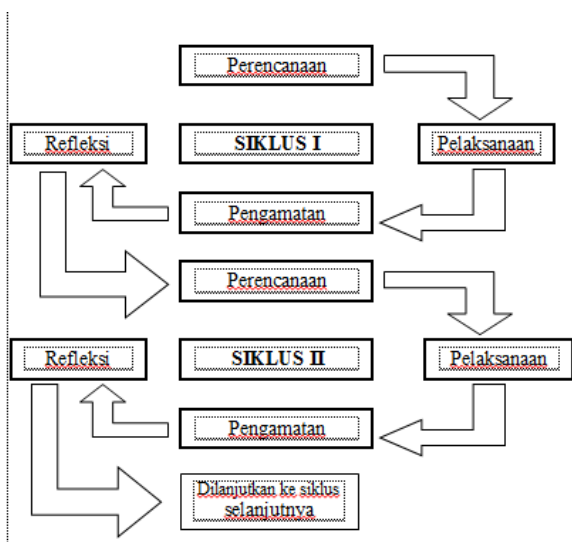 Perencanaan
Refleksi
SIKLUS I
Pelaksanaan
Pengamatan
Perencanaan
Refleksi
SIKLUS II
Pelaksanaan
Pengamatan
Dilanjutkan ke siklus
selanjutnya